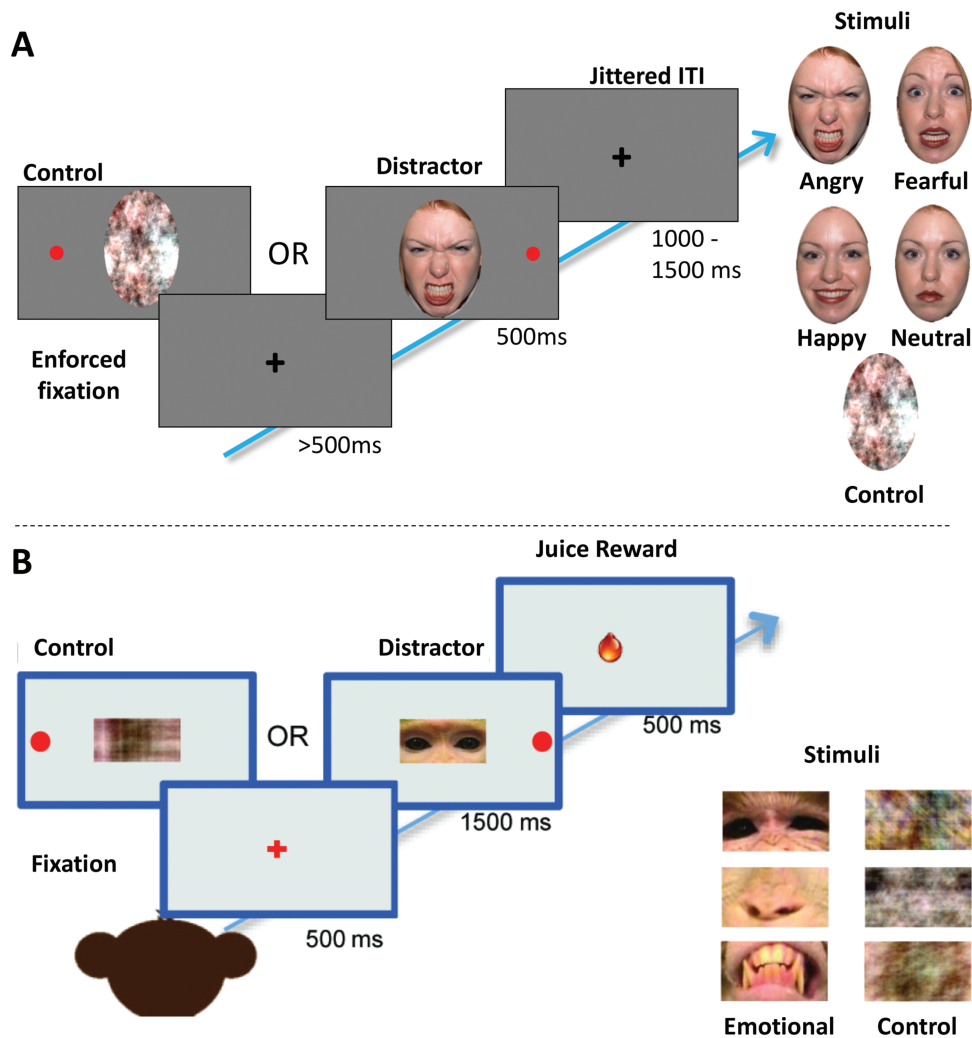 A
Stimuli
Jittered ITI
Control
Distractor
OR
Angry
Fearful
1000 -
1500 ms
500ms
Enforced
fixation
>500ms
Happy
Neutral
Control
B
Juice Reward
Control
Distractor
OR
500 ms
Stimuli
1500 ms
Fixation
500 ms
Emotional
Control